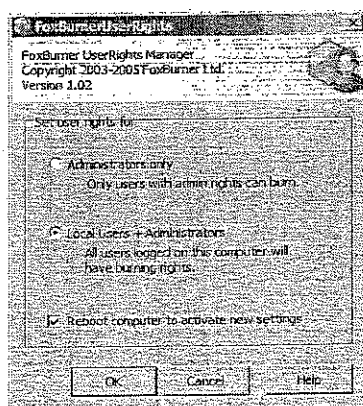 FoxBurnerUserRights
FoxBurner UserRights Manager
Copyright 2003-2005 FoxBurner Ltd.
Version 1.02
Set user rights for
Administrators only
Only users with admin rights can burn.
Local Users + Administrators
All users logged on this computer will
have burning rights.
Reboot computer to activate new settings
OK
Cancel
Help